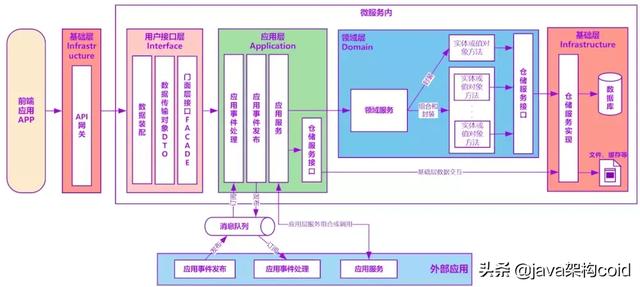 微服务内
前端
应用
APP
基础层
Infrastr
ucture
API
网关
用户接口层
Interface
数据装配
数据传输对象DTO
门面层接口FACADE
应用层
Application
应用事件处理
应用事件发布
应用服务
仓储服务接口
领域层
Domain
领域服务
组合和
封装
实体或值对
象方法
实体或值对
象方法
实体或值对
象方法
仓储服务接口
基础层
Infrastructure
仓储服务实现
数据
库
文件、缓存等
基础层数据交互
订阅
发布
消息队列
应用层服务组合或调用
发布
订阅
应用事件发布
应用事件处理
应用服务
外部应用
头条 @java架构coid